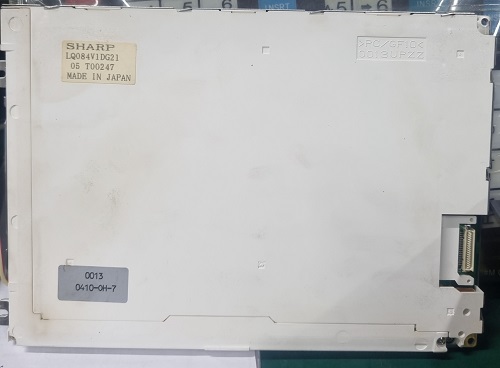 SHARP
LQ084V1DG21
05 T00247
MADE IN JAPAN
0013
0410-0H-7